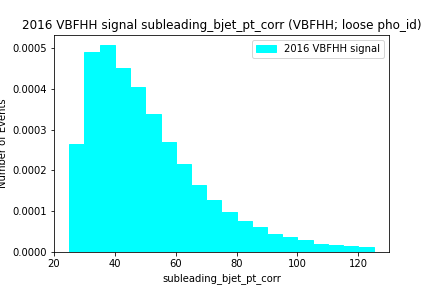 2016 VBFHH signal subleading_bjet_pt_corr (VBFHH; loose pho_id)
2016 VBFHH signal
Number of Events
0.0005
0.0004
0.0003
0.0002
0.0001
0.0000
20 40 60 80 100 120
subleading_bjet_pt_corr